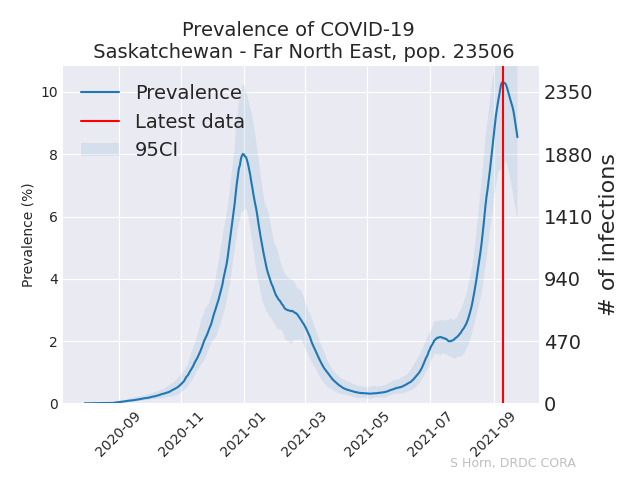 Prevalence of COVID-19
Saskatchewan - Far North East, pop. 23506
Prevalence
Latest data
95CI
Prevalence (%)
10
8
6
4
2
0
2350
1880
1410
940
470
0
# of infections
2020-09
2020-11
2021-01
2021-03
2021-05
2021-07
2021-09
S Horn, DRDC CORA